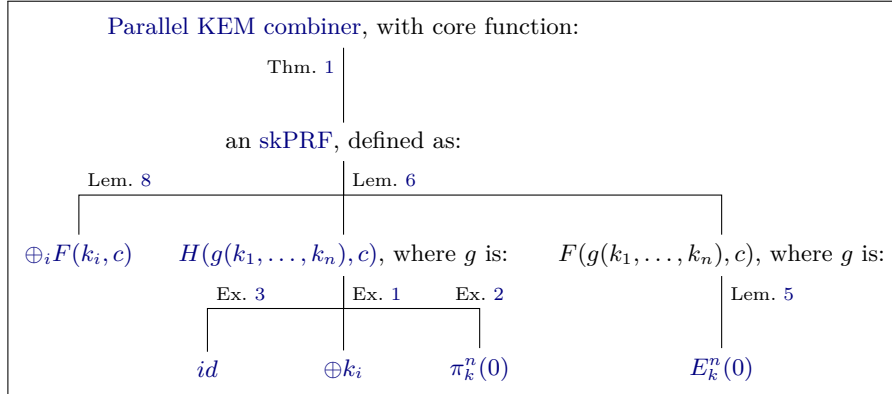 Parallel KEM combiner, with core function:
Thm. 1
an skPRF, defined as:
Lem. 8 Lem. 6
⊕ᵢF(kᵢ, c) H(g(k₁, . . . , kₙ), c), where g is: F(g(k₁, . . . , kₙ), c), where g is:
Ex. 3 Ex. 1 Ex. 2 Lem. 5
id ⊕kᵢ πₖⁿ(0) Eₖⁿ(0)